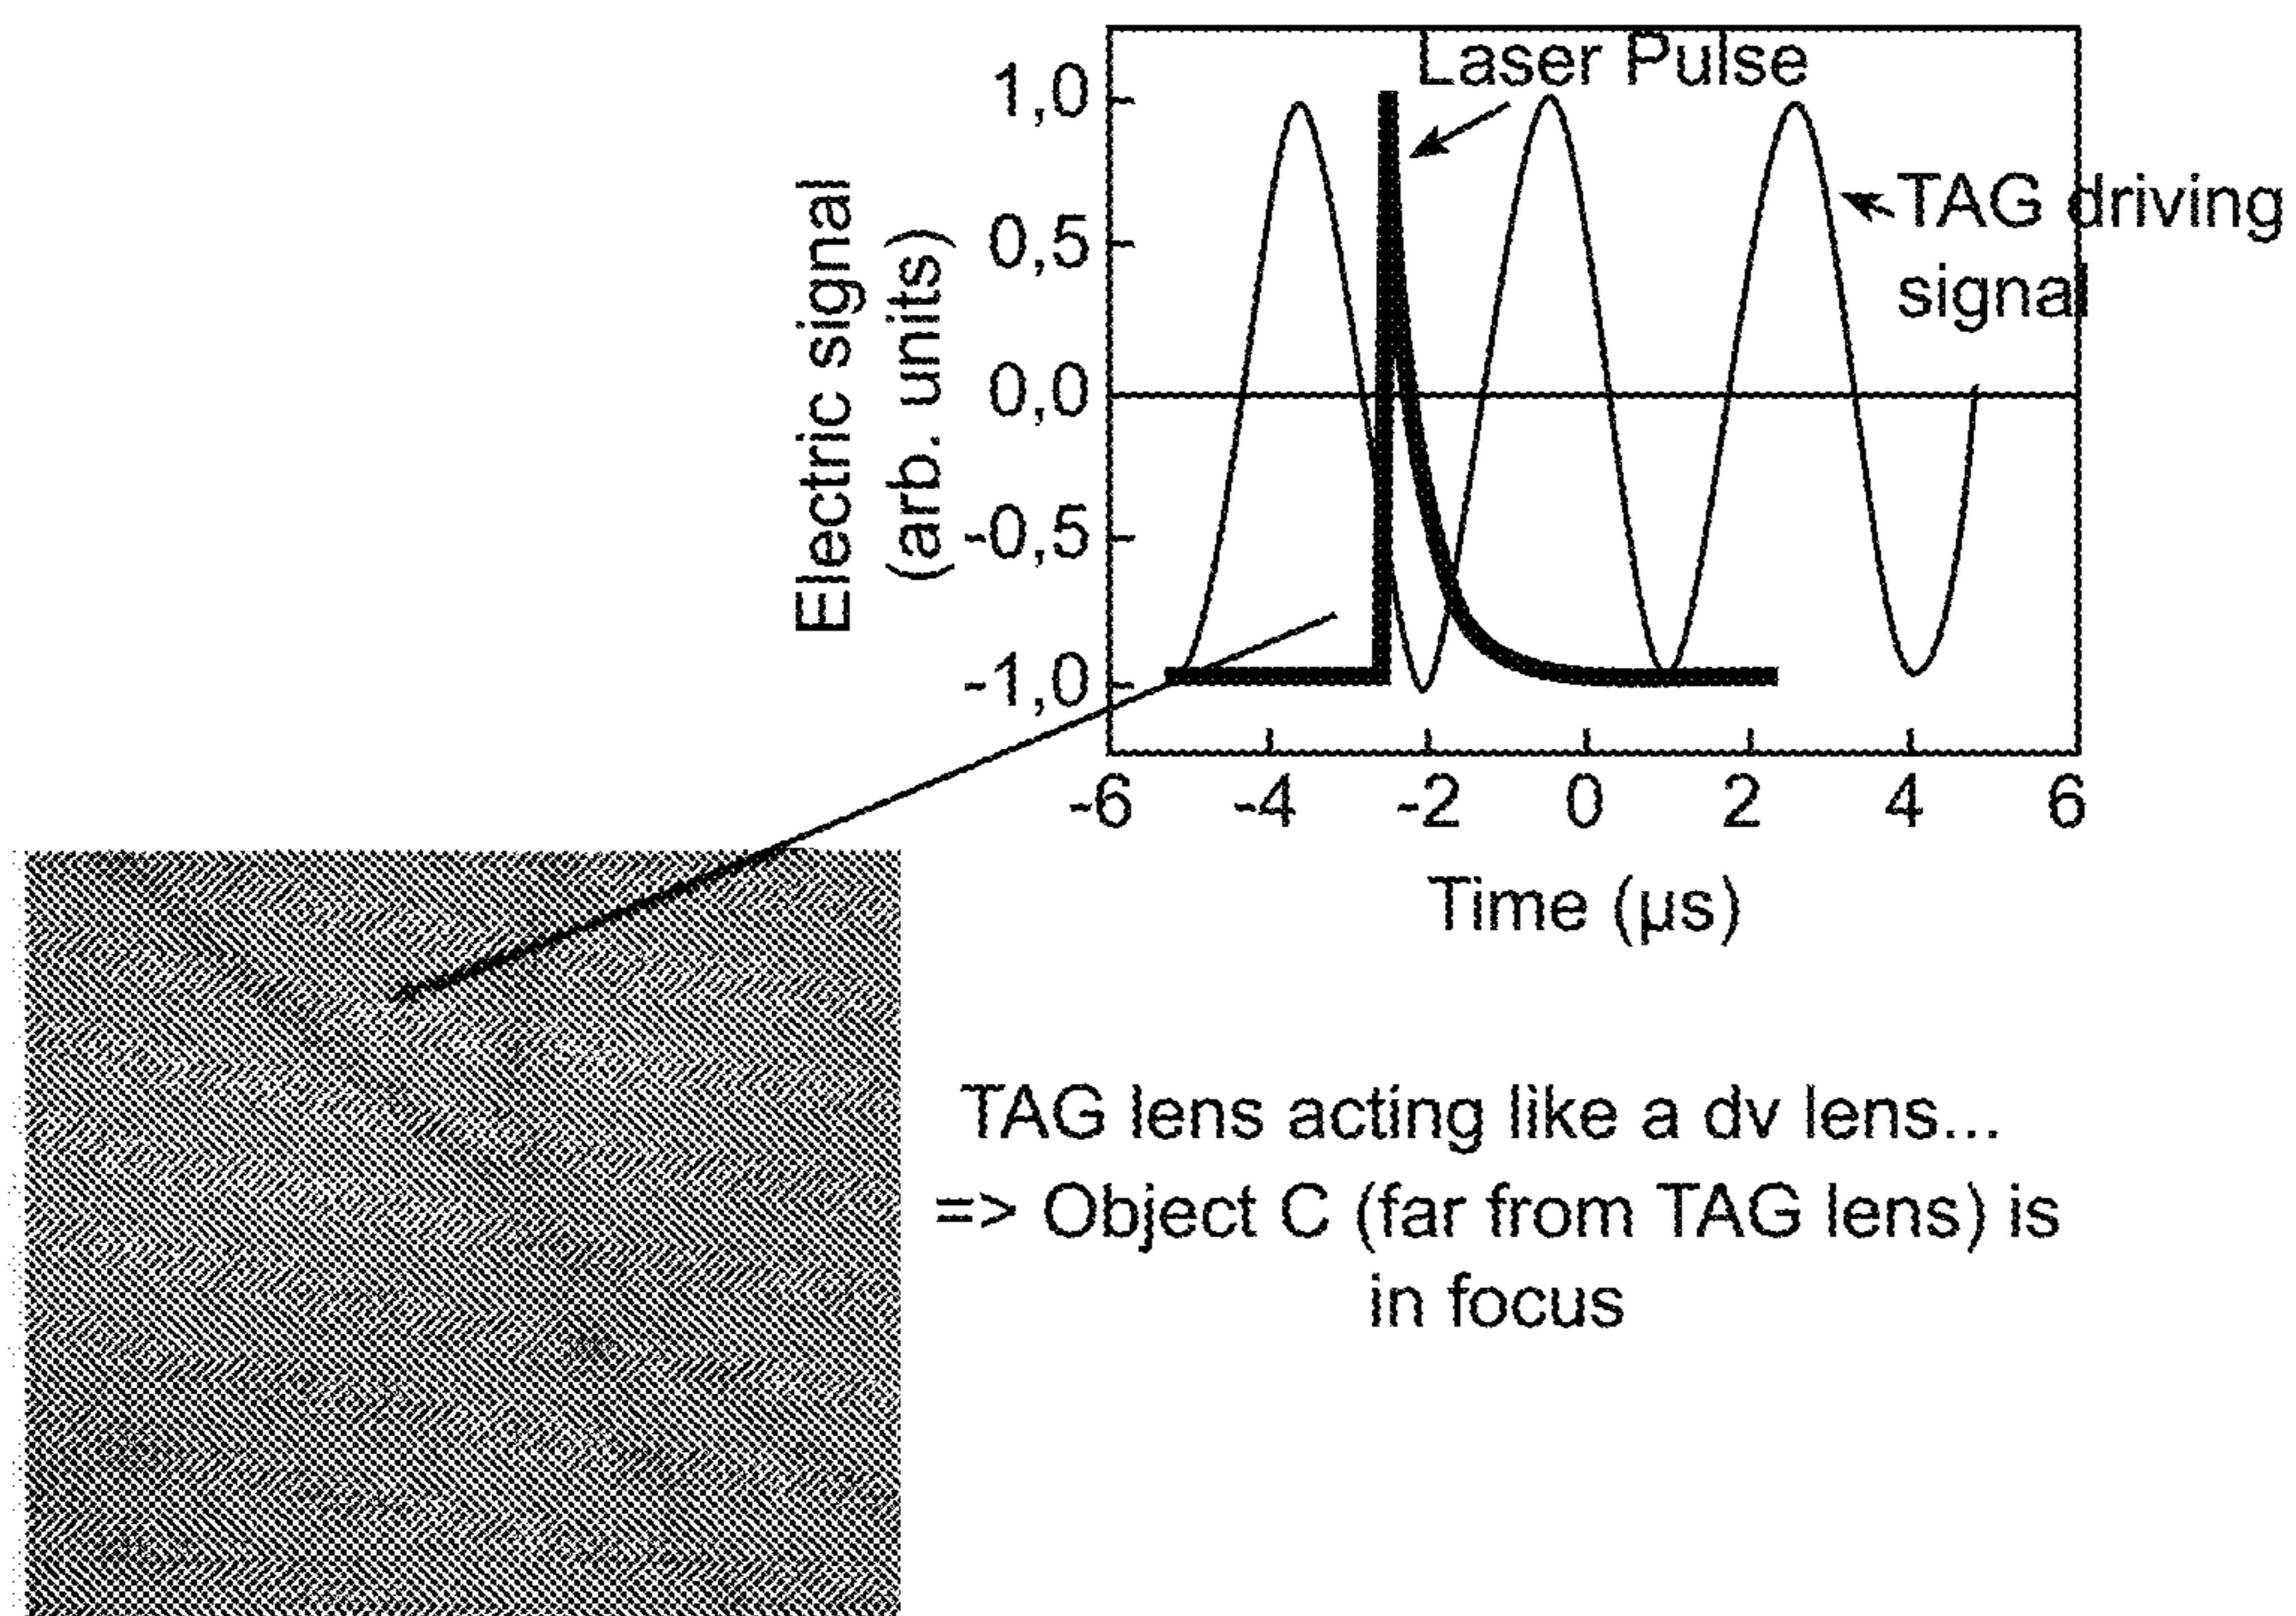 Laser Pulse
TAG driving
signal
Electric signal
(arb. units)
1,0
0,5
0,0
-0,5
-1,0
-6 -4 -2 0 2 4 6
Time (µs)
TAG lens acting like a dv lens...
=> Object C (far from TAG lens) is
in focus